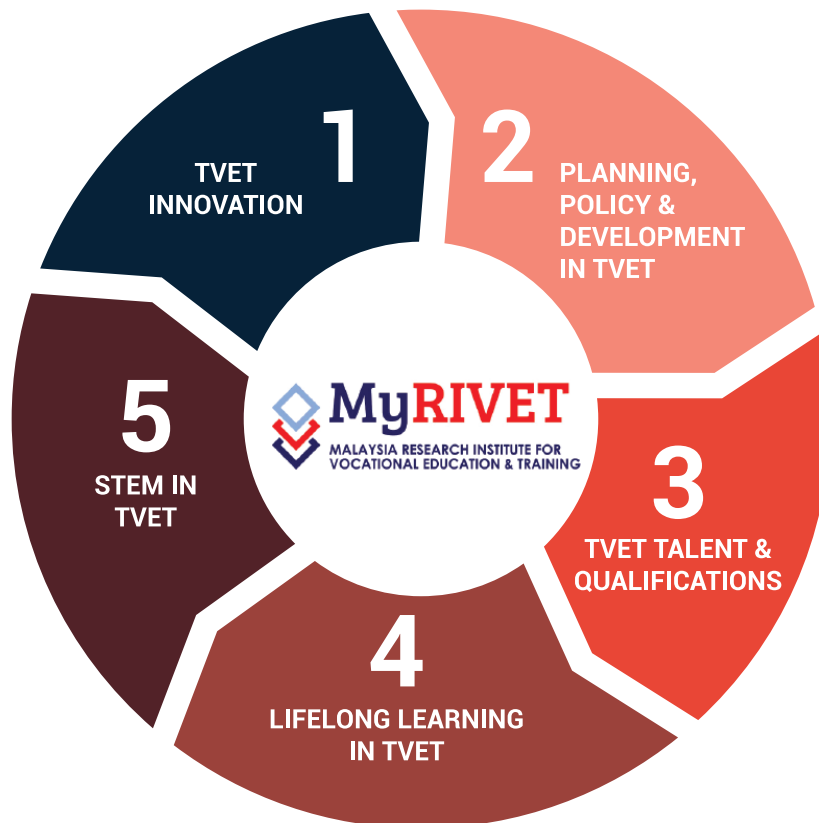 1
TVET
INNOVATION
2
PLANNING,
POLICY &
DEVELOPMENT
IN TVET
3
TVET TALENT &
QUALIFICATIONS
4
LIFELONG LEARNING
IN TVET
5
STEM IN
TVET
MyRIVET
MALAYSIA RESEARCH INSTITUTE FOR
VOCATIONAL EDUCATION & TRAINING